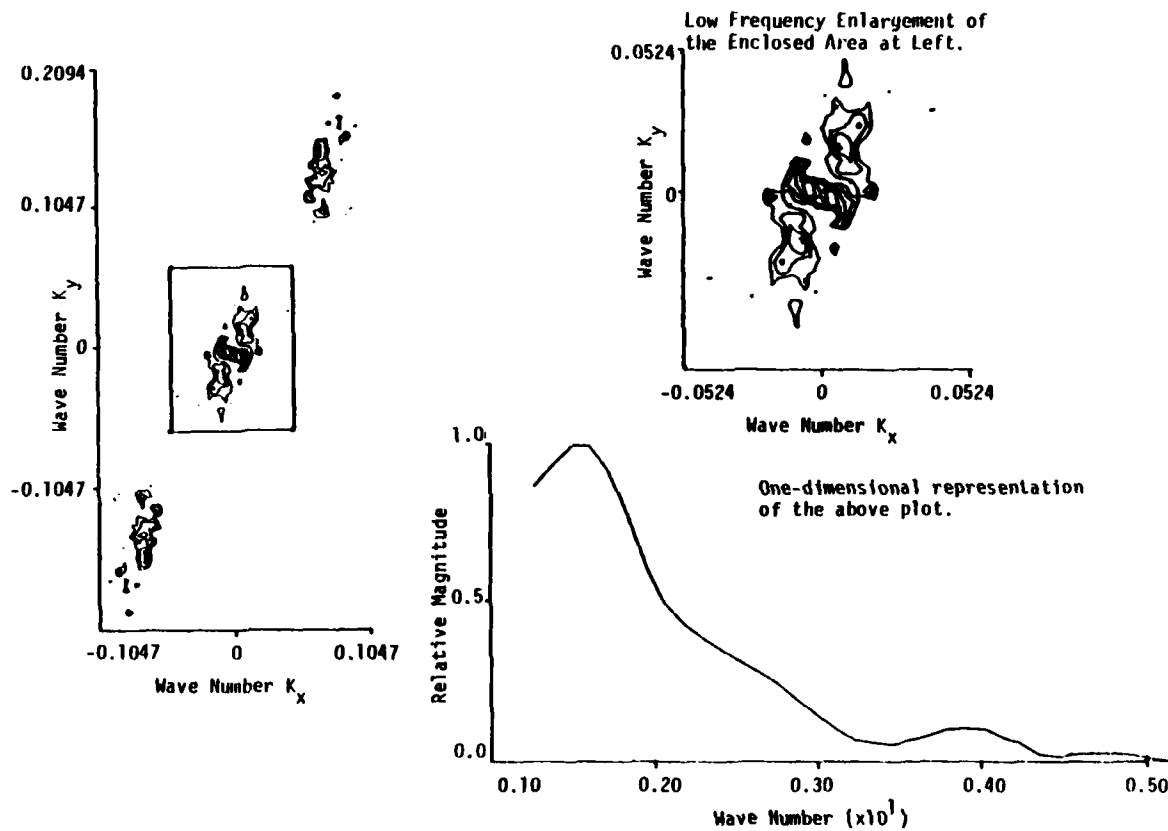 0.2094
0.1047
0
-0.1047
Wave Number Ky
-0.1047 0 0.1047
Wave Number Kx
Low Frequency Enlargement of
the Enclosed Area at Left.
0.0524
0
Wave Number Ky
-0.0524 0 0.0524
Wave Number Kx
1.0
0.5
0.0
Relative Magnitude
One-dimensional representation
of the above plot.
0.10 0.20 0.30 0.40 0.50
Wave Number (x10¹)